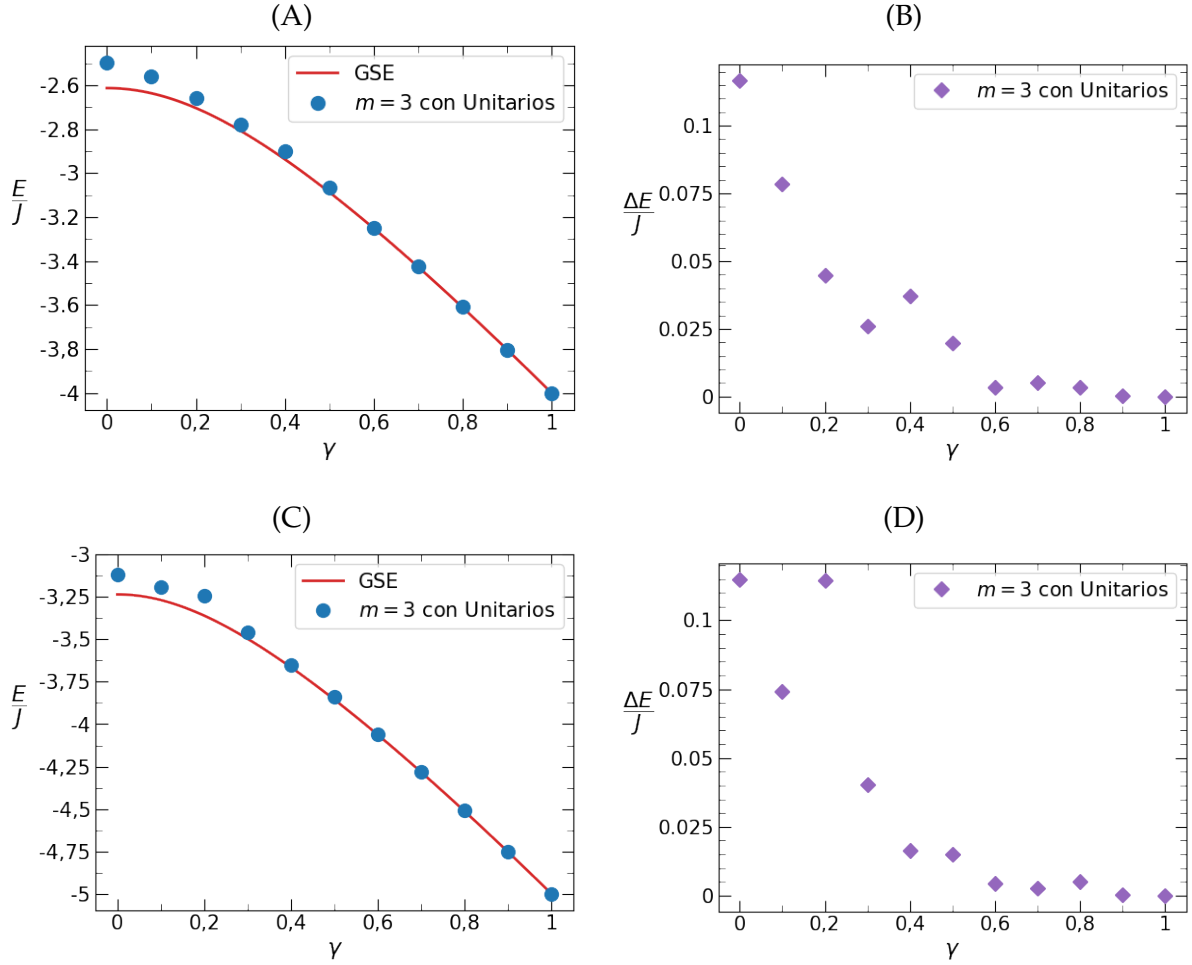 (A)
GSE
m = 3 con Unitarios
-2.6
-2.8
-3
-3.2
-3.4
-3.6
-3.8
-4
E/J
0
0,2
0,4
0,6
0,8
1
γ
(B)
m = 3 con Unitarios
0.1
0.075
0.05
0.025
0
ΔE/J
0
0,2
0,4
0,6
0,8
1
γ
(C)
GSE
m = 3 con Unitarios
-3
-3,25
-3,5
-3,75
-4
-4,25
-4,5
-4,75
-5
E/J
0
0,2
0,4
0,6
0,8
1
γ
(D)
m = 3 con Unitarios
0.1
0.075
0.05
0.025
0
ΔE/J
0
0,2
0,4
0,6
0,8
1
γ